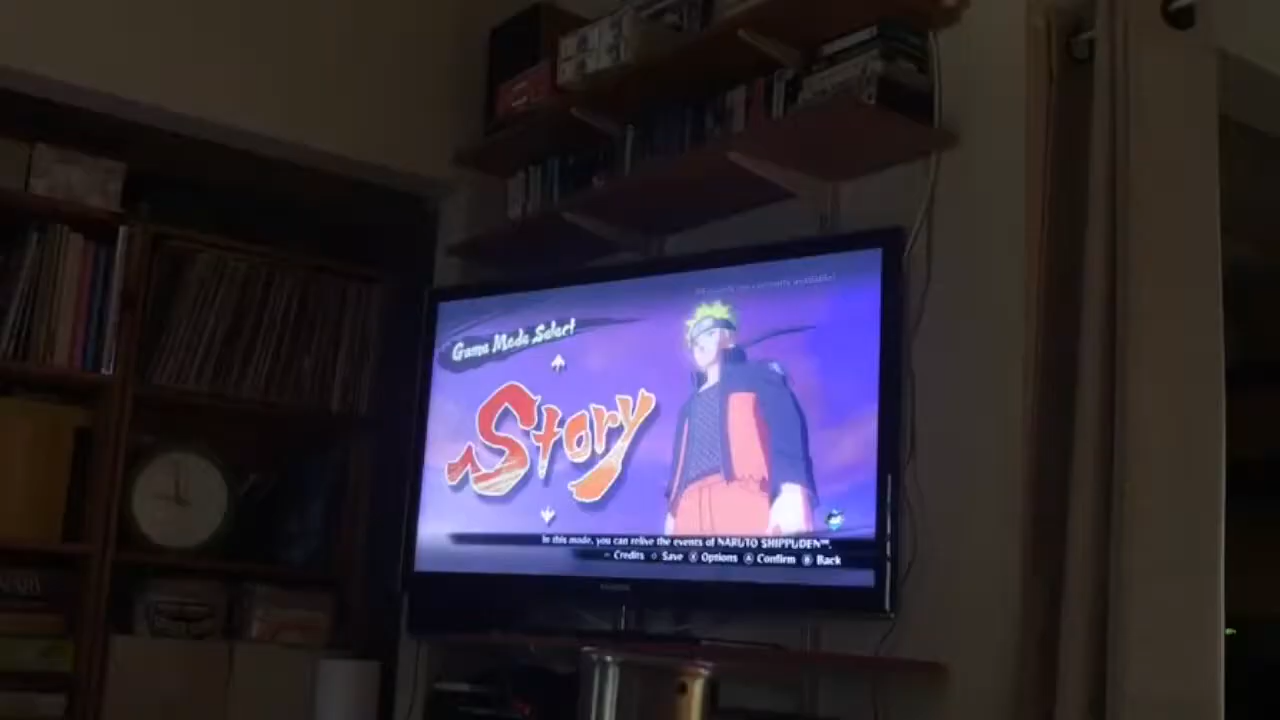 Game Mode Select
Story
In this mode, you can relive the events of NARUTO SHIPPUDEN™.
Credits Save X Options A Confirm B Back